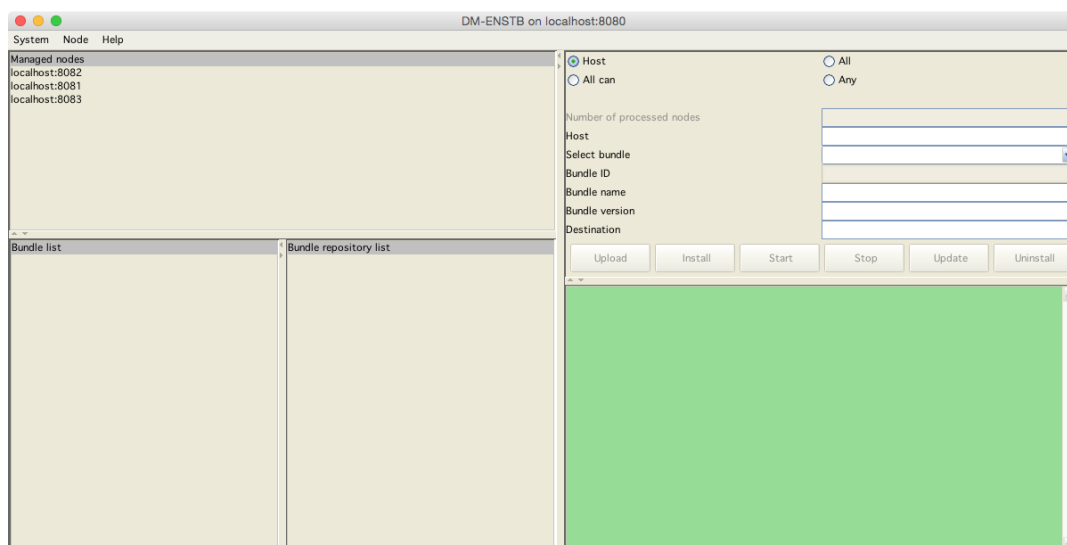 DM-ENSTB on localhost:8080
System Node Help
Managed nodes
localhost:8082
localhost:8081
localhost:8083
Host All
All can Any
Number of processed nodes
Host
Select bundle
Bundle ID
Bundle name
Bundle version
Destination
Upload Install Start Stop Update Uninstall
Bundle list Bundle repository list